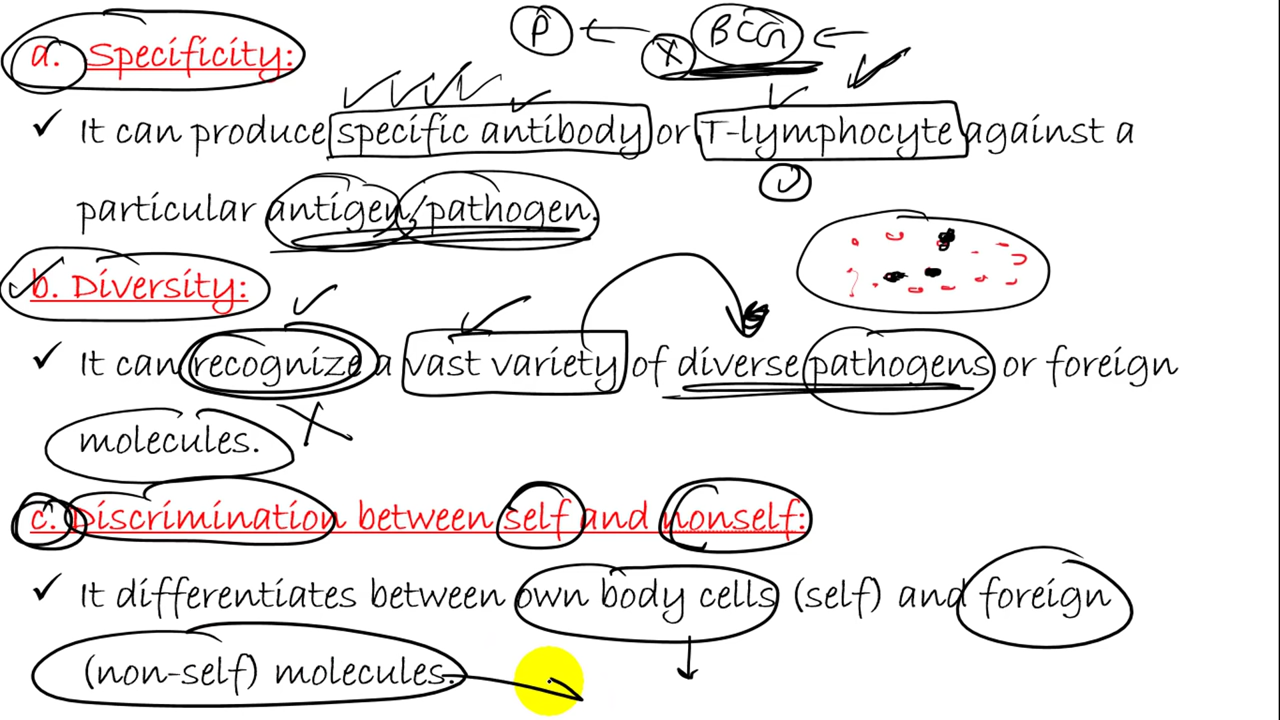 a. Specificity:
P X BCG
✓ It can produce specific antibody or T-lymphocyte against a
particular antigen/pathogen.
b. Diversity:
✓ It can recognize a vast variety of diverse pathogens or foreign
molecules.
c. Discrimination between self and nonself:
✓ It differentiates between own body cells (self) and foreign
(non-self) molecules.